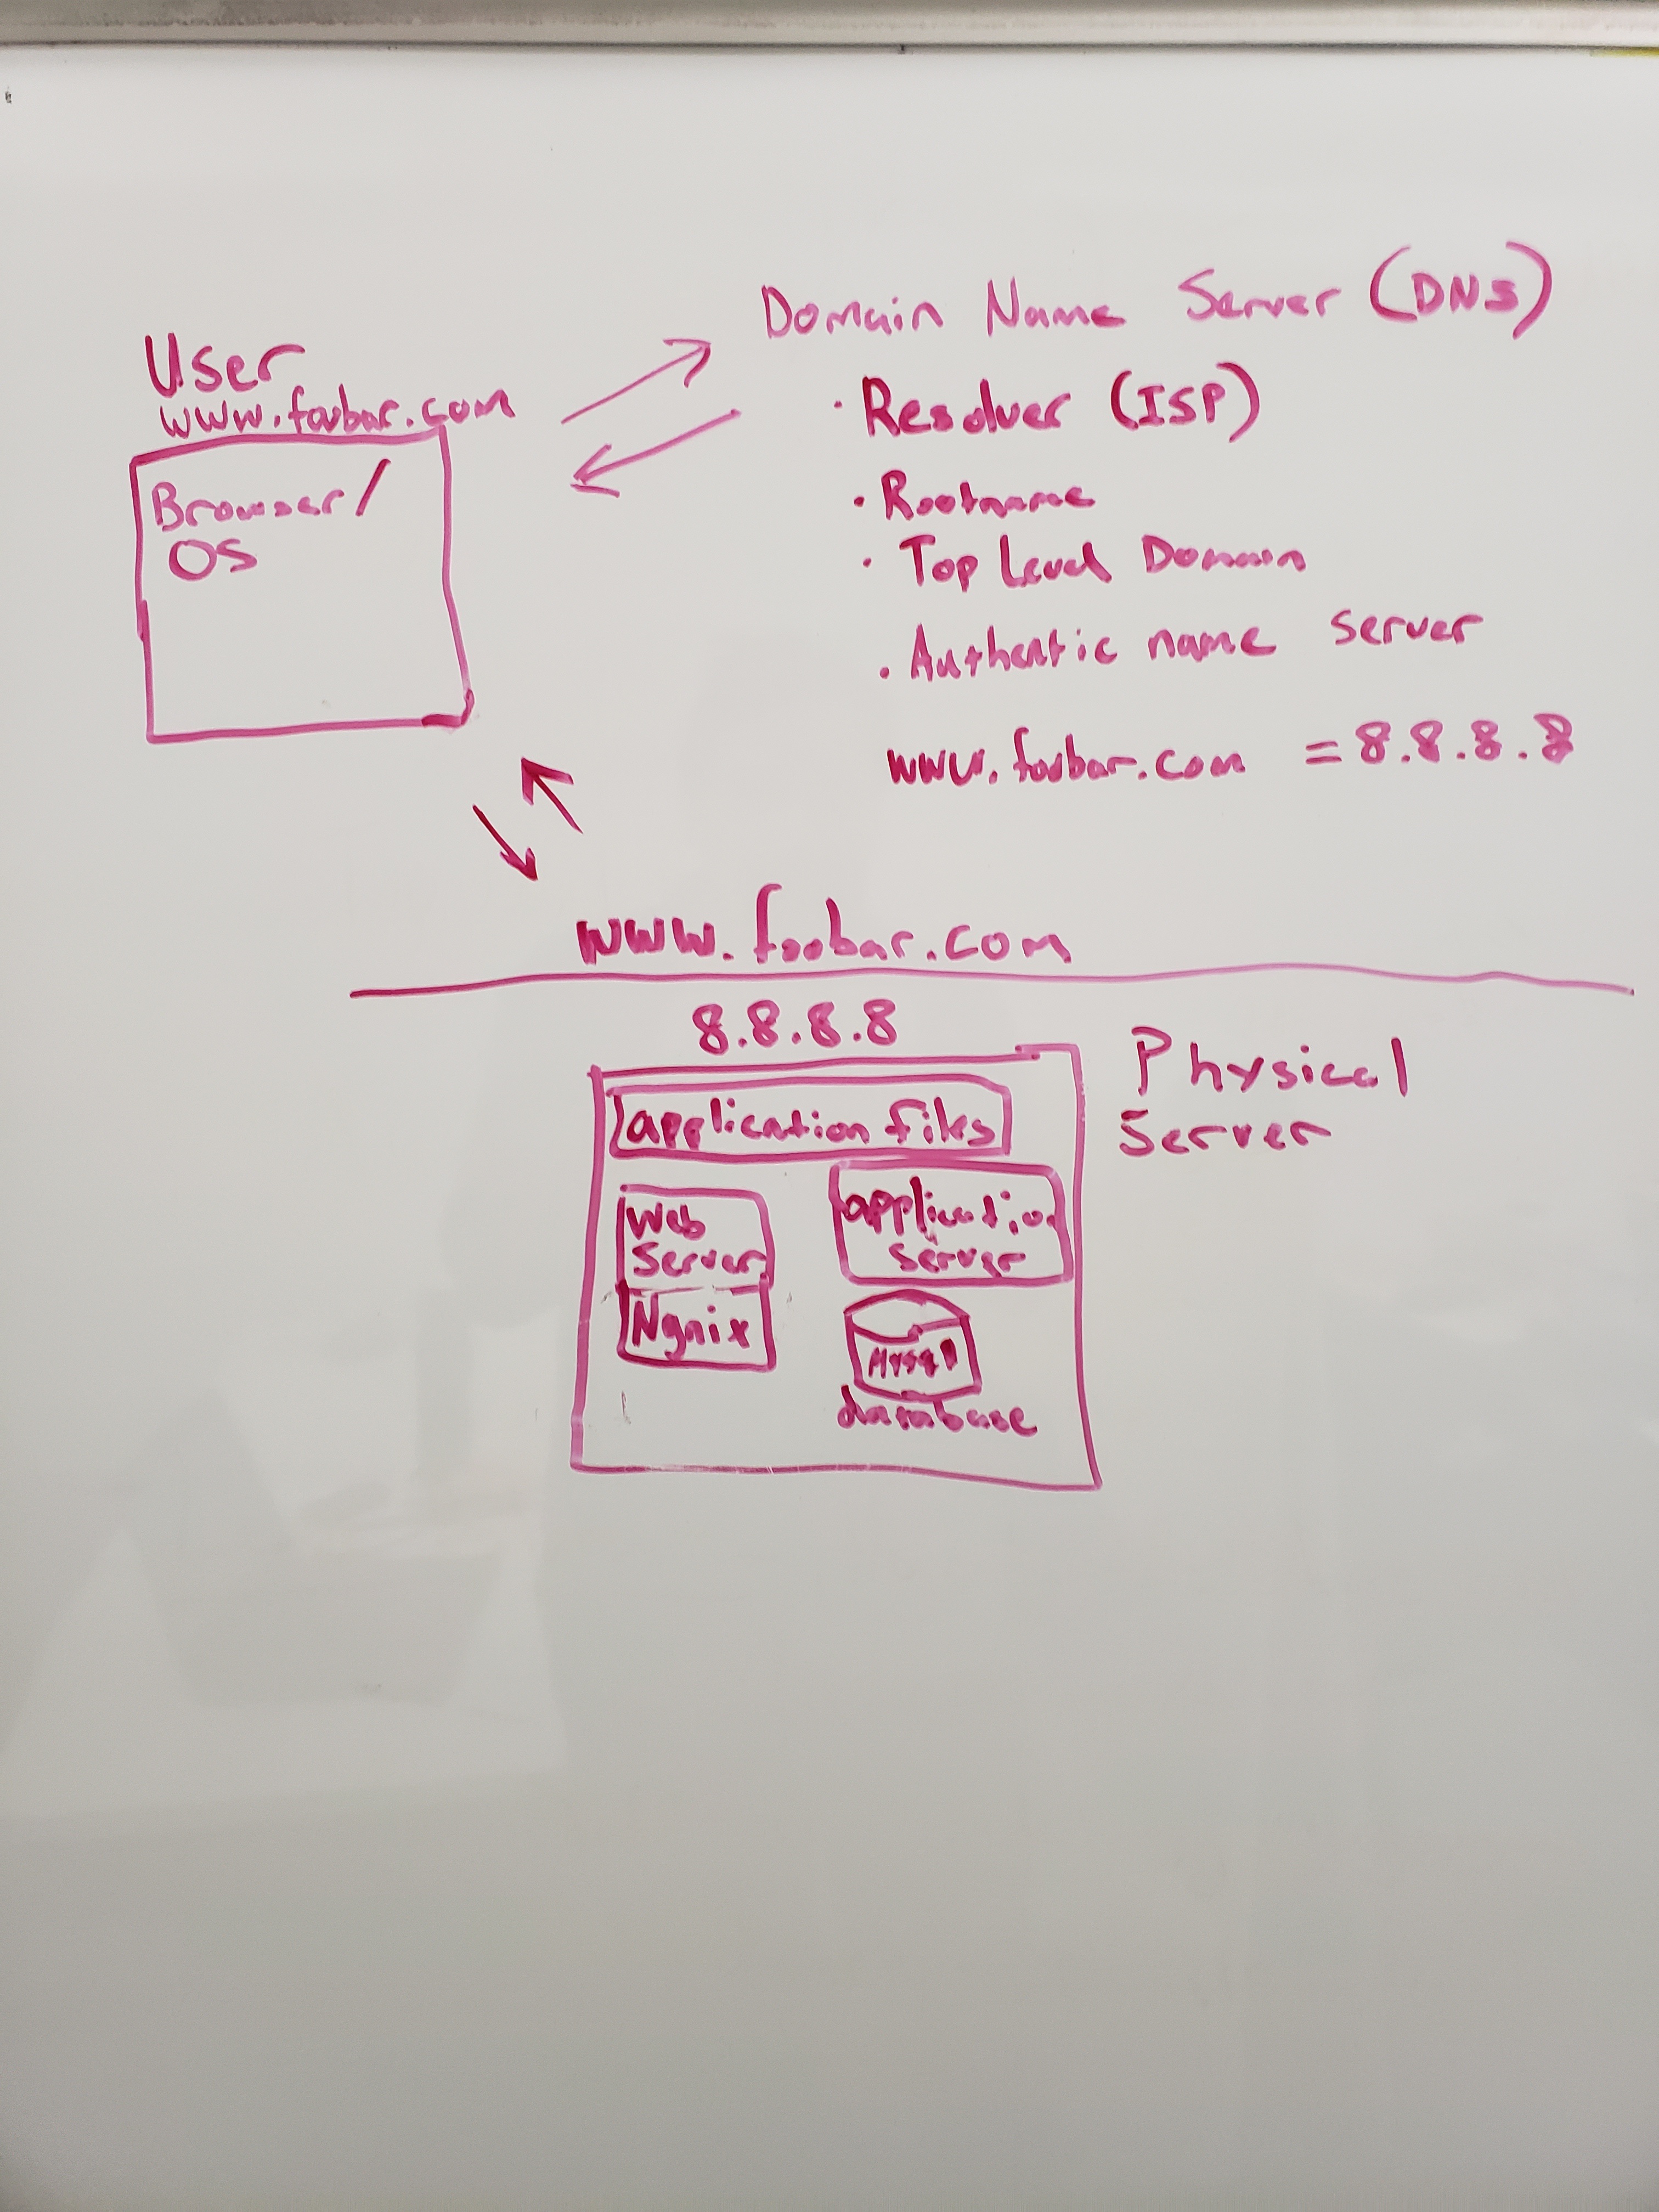 User
www.foobar.com
Browser/
OS
Domain Name Server (DNS)
· Resolver (ISP)
· Rootname
· Top Level Domain
· Authentic name server
www.foobar.com = 8.8.8.8
www.foobar.com
8.8.8.8
Physical
Server
application files
Web
Server
Ngnix
application
server
Mysql
database